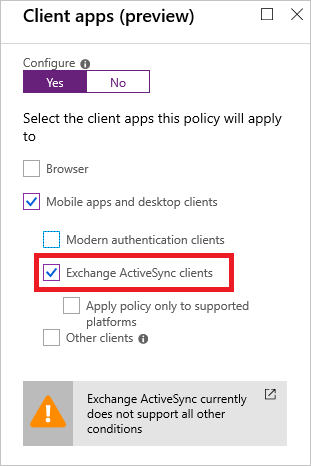 Client apps (preview)
Configure
Yes No
Select the client apps this policy will apply
to
Browser
Mobile apps and desktop clients
Modern authentication clients
Exchange ActiveSync clients
Apply policy only to supported
platforms
Other clients
Exchange ActiveSync currently
does not support all other
conditions